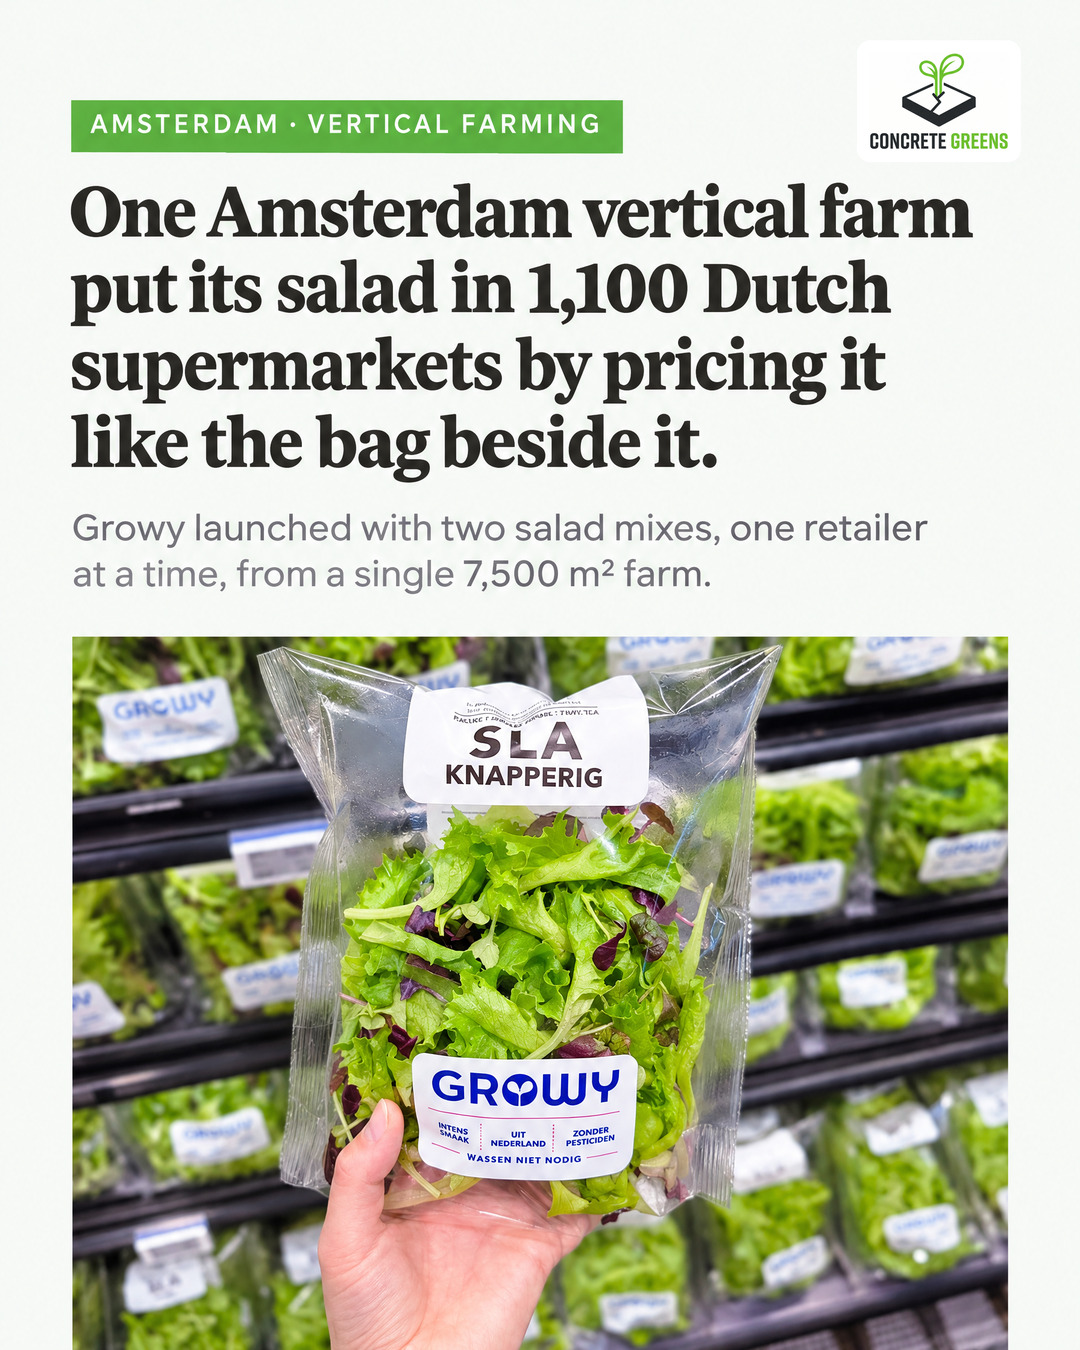 CONCRETE GREENS
AMSTERDAM · VERTICAL FARMING
One Amsterdam vertical farm
put its salad in 1,100 Dutch
supermarkets by pricing it
like the bag beside it.
Growy launched with two salad mixes, one retailer
at a time, from a single 7,500 m² farm.
SLA
KNAPPERIG
GROWY
INTENS
SMAAK
UIT
NEDERLAND
ZONDER
PESTICIDEN
WASSEN NIET NODIG
GROWY